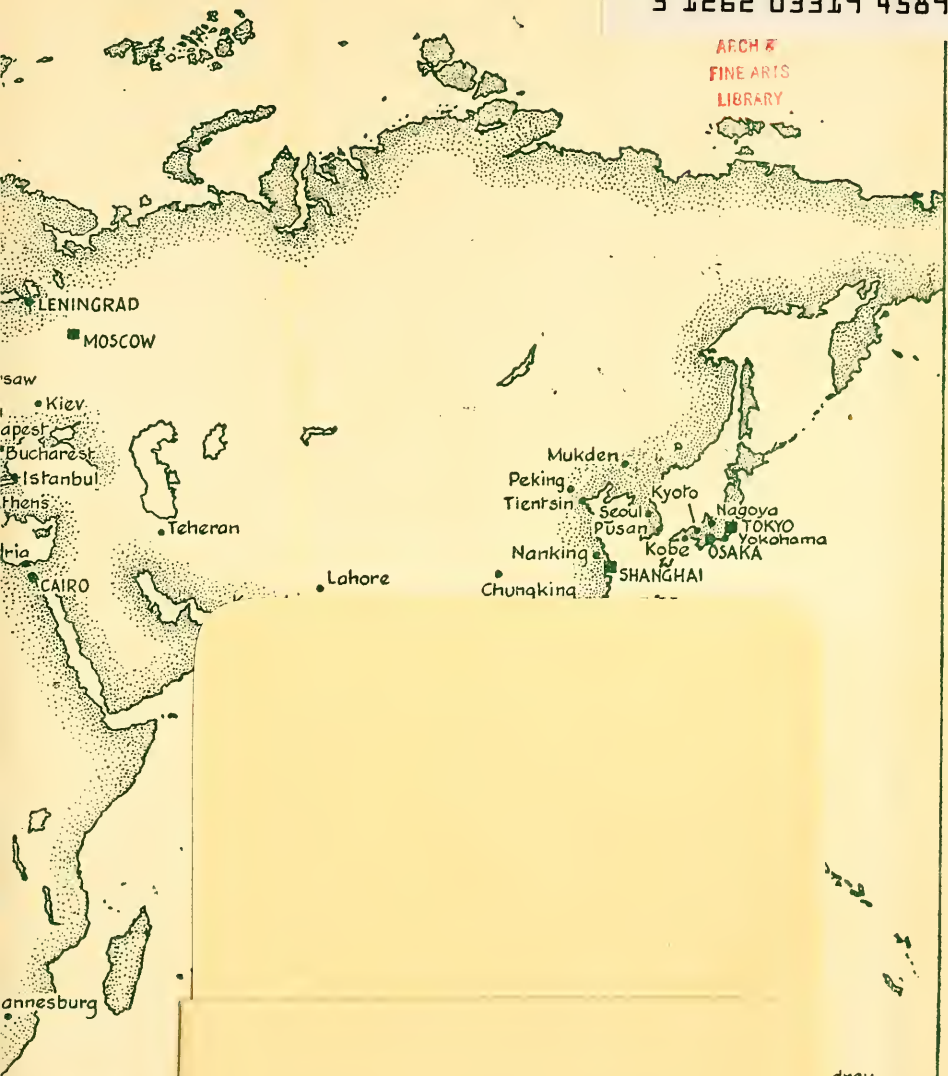 ARCH &
FINE ARTS
LIBRARY
LENINGRAD
MOSCOW
saw
Kiev
apest
Bucharest
Istanbul
thens
Mukden
Peking
Tientsin
Kyoto
Seoul
Pusan
Nagoya
TOKYO
Yokohama
Kobe
OSAKA
Teheran
ria
CAIRO
Nanking
SHANGHAI
Lahore
Chungking
annesburg